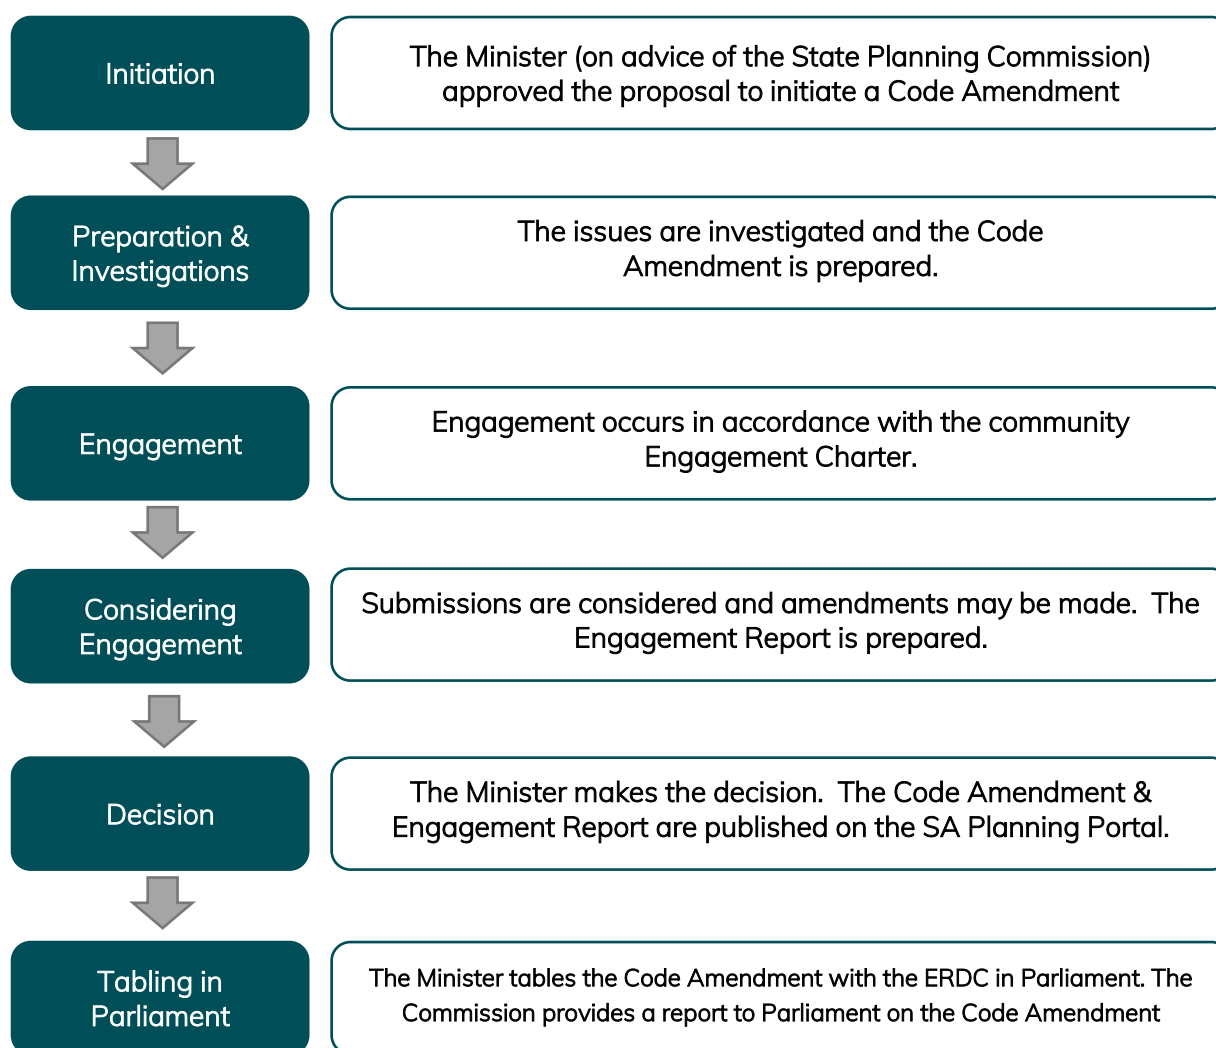 Initiation
The Minister (on advice of the State Planning Commission)
approved the proposal to initiate a Code Amendment
Preparation &
Investigations
The issues are investigated and the Code
Amendment is prepared.
Engagement
Engagement occurs in accordance with the community
Engagement Charter.
Considering
Engagement
Submissions are considered and amendments may be made.  The
Engagement Report is prepared.
Decision
The Minister makes the decision.  The Code Amendment &
Engagement Report are published on the SA Planning Portal.
Tabling in
Parliament
The Minister tables the Code Amendment with the ERDC in Parliament. The
Commission provides a report to Parliament on the Code Amendment